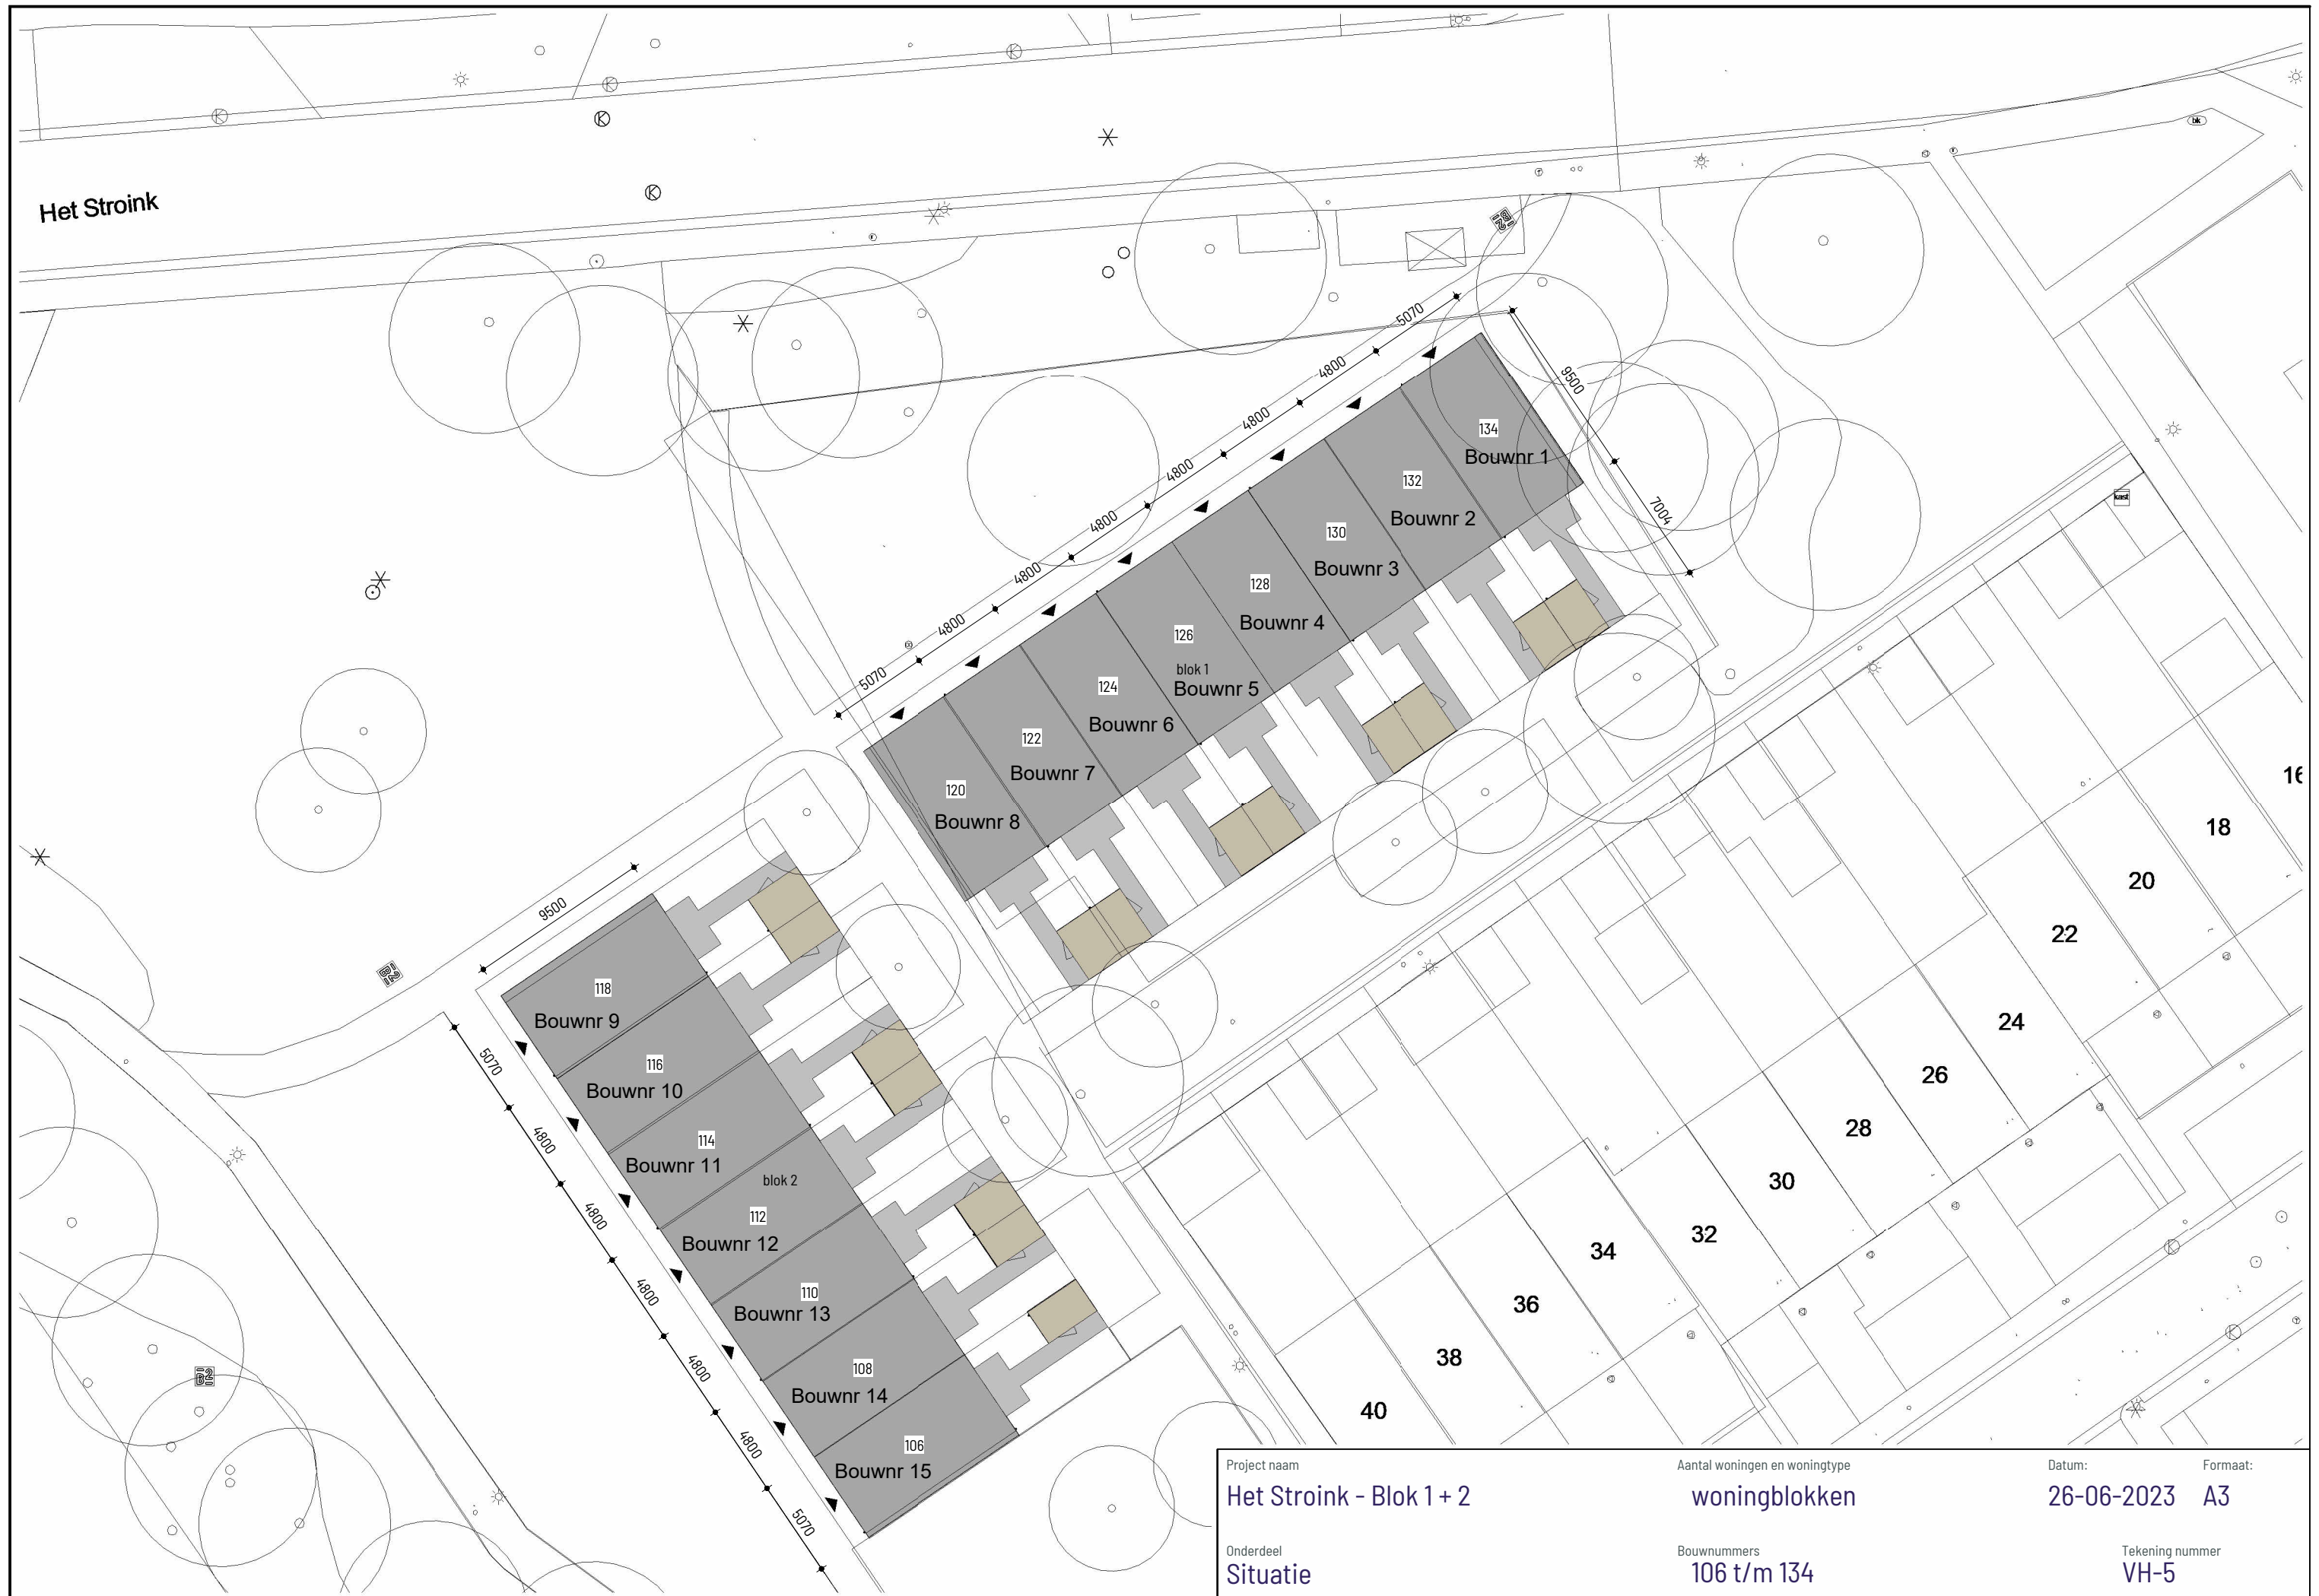 Het Stroink
bk
5070
4800
4800
4800
4800
4800
4800
5070
9500
7004
134
Bouwnr 1
132
Bouwnr 2
130
Bouwnr 3
128
Bouwnr 4
126
blok 1
Bouwnr 5
124
Bouwnr 6
122
Bouwnr 7
120
Bouwnr 8
kast
9500
118
Bouwnr 9
116
Bouwnr 10
114
Bouwnr 11
blok 2
112
Bouwnr 12
110
Bouwnr 13
108
Bouwnr 14
106
Bouwnr 15
5070
4800
4800
4800
4800
4800
5070
16
18
20
22
24
26
28
30
32
34
36
38
40
Project naam
Het Stroink - Blok 1 + 2
Aantal woningen en woningtype
woningblokken
Datum:
26-06-2023
Formaat:
A3
Onderdeel
Situatie
Bouwnummers
106 t/m 134
Tekening nummer
VH-5